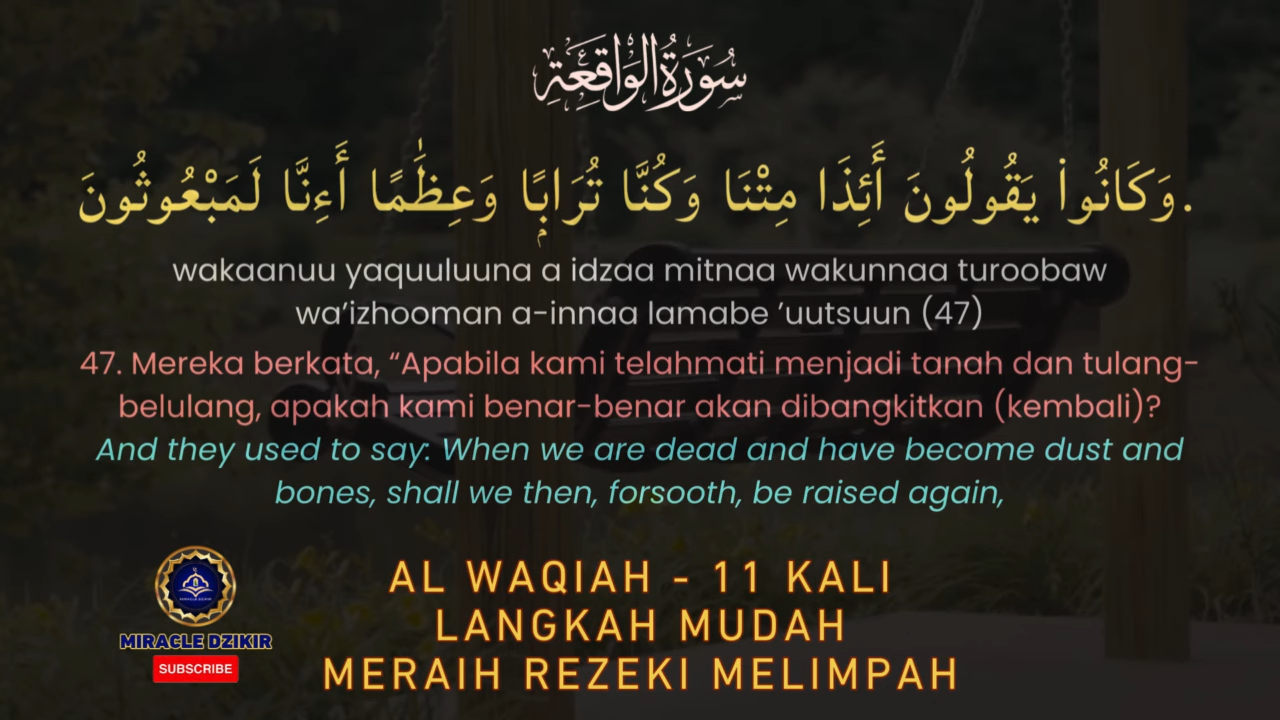 سُورَةُ الوَاقِعَةِ
وَكَانُوا۟ يَقُولُونَ أَئِذَا مِتْنَا وَكُنَّا تُرَابًۭا وَعِظَـٰمًا أَءِنَّا لَمَبْعُوثُونَ.
wakaanuu yaquuluuna a idzaa mitnaa wakunnaa turoobaw
wa’izhooman a-innaa lamabe ’uutsuun (47)
47. Mereka berkata, “Apabila kami telahmati menjadi tanah dan tulang-
belulang, apakah kami benar-benar akan dibangkitkan (kembali)?
And they used to say: When we are dead and have become dust and
bones, shall we then, forsooth, be raised again,
AL WAQIAH - 11 KALI
LANGKAH MUDAH
MERAIH REZEKI MELIMPAH
MIRACLE DZIKIR
MIRACLE DZIKIR
SUBSCRIBE